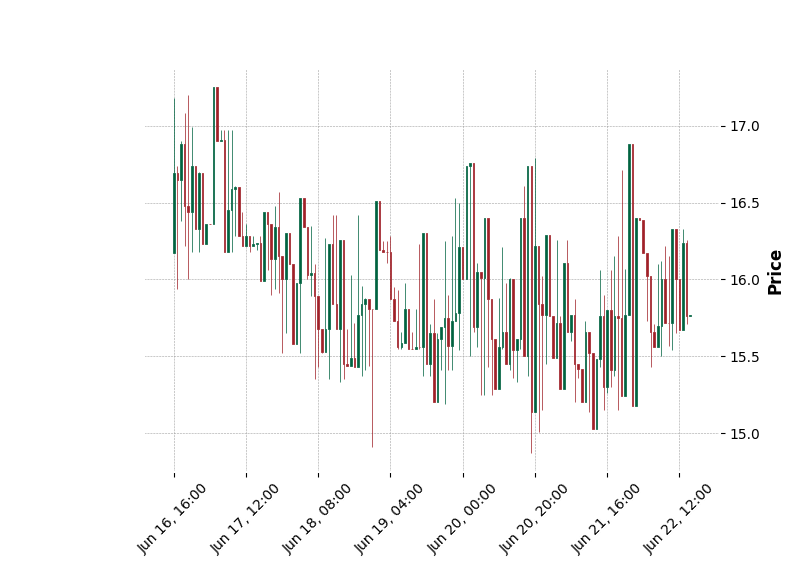 17.0
16.5
16.0
15.5
15.0
Price
Jun 16, 16:00
Jun 17, 12:00
Jun 18, 08:00
Jun 19, 04:00
Jun 20, 00:00
Jun 20, 20:00
Jun 21, 16:00
Jun 22, 12:00